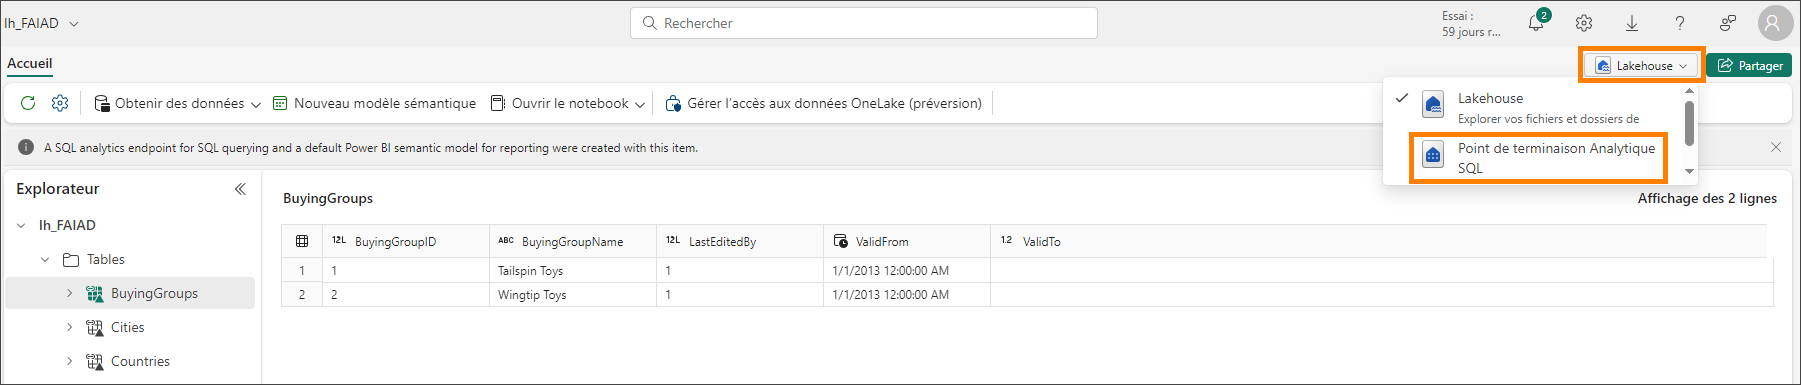 lh_FAIAD
Rechercher
Essai :
59 jours r...
2
Accueil
Lakehouse
Partager
Obtenir des données
Nouveau modèle sémantique
Ouvrir le notebook
Gérer l'accès aux données OneLake (préversion)
Lakehouse
Explorer vos fichiers et dossiers de
Point de terminaison Analytique
SQL
A SQL analytics endpoint for SQL querying and a default Power BI semantic model for reporting were created with this item.
Explorateur
lh_FAIAD
Tables
BuyingGroups
Cities
Countries
BuyingGroups
Affichage des 2 lignes
12L BuyingGroupID ABC BuyingGroupName 12L LastEditedBy ValidFrom 1.2 ValidTo
1 1 Tailspin Toys 1 1/1/2013 12:00:00 AM
2 2 Wingtip Toys 1 1/1/2013 12:00:00 AM